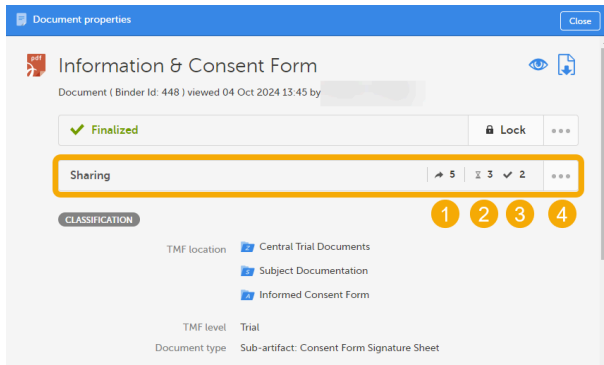 Document properties
Close
pdf
Information & Consent Form
Document ( Binder Id: 448 ) viewed 04 Oct 2024 13:45 by
Finalized
Lock
Sharing
5
3
2
1
2
3
4
CLASSIFICATION
TMF location
Z Central Trial Documents
S Subject Documentation
A Informed Consent Form
TMF level Trial
Document type Sub-artifact: Consent Form Signature Sheet